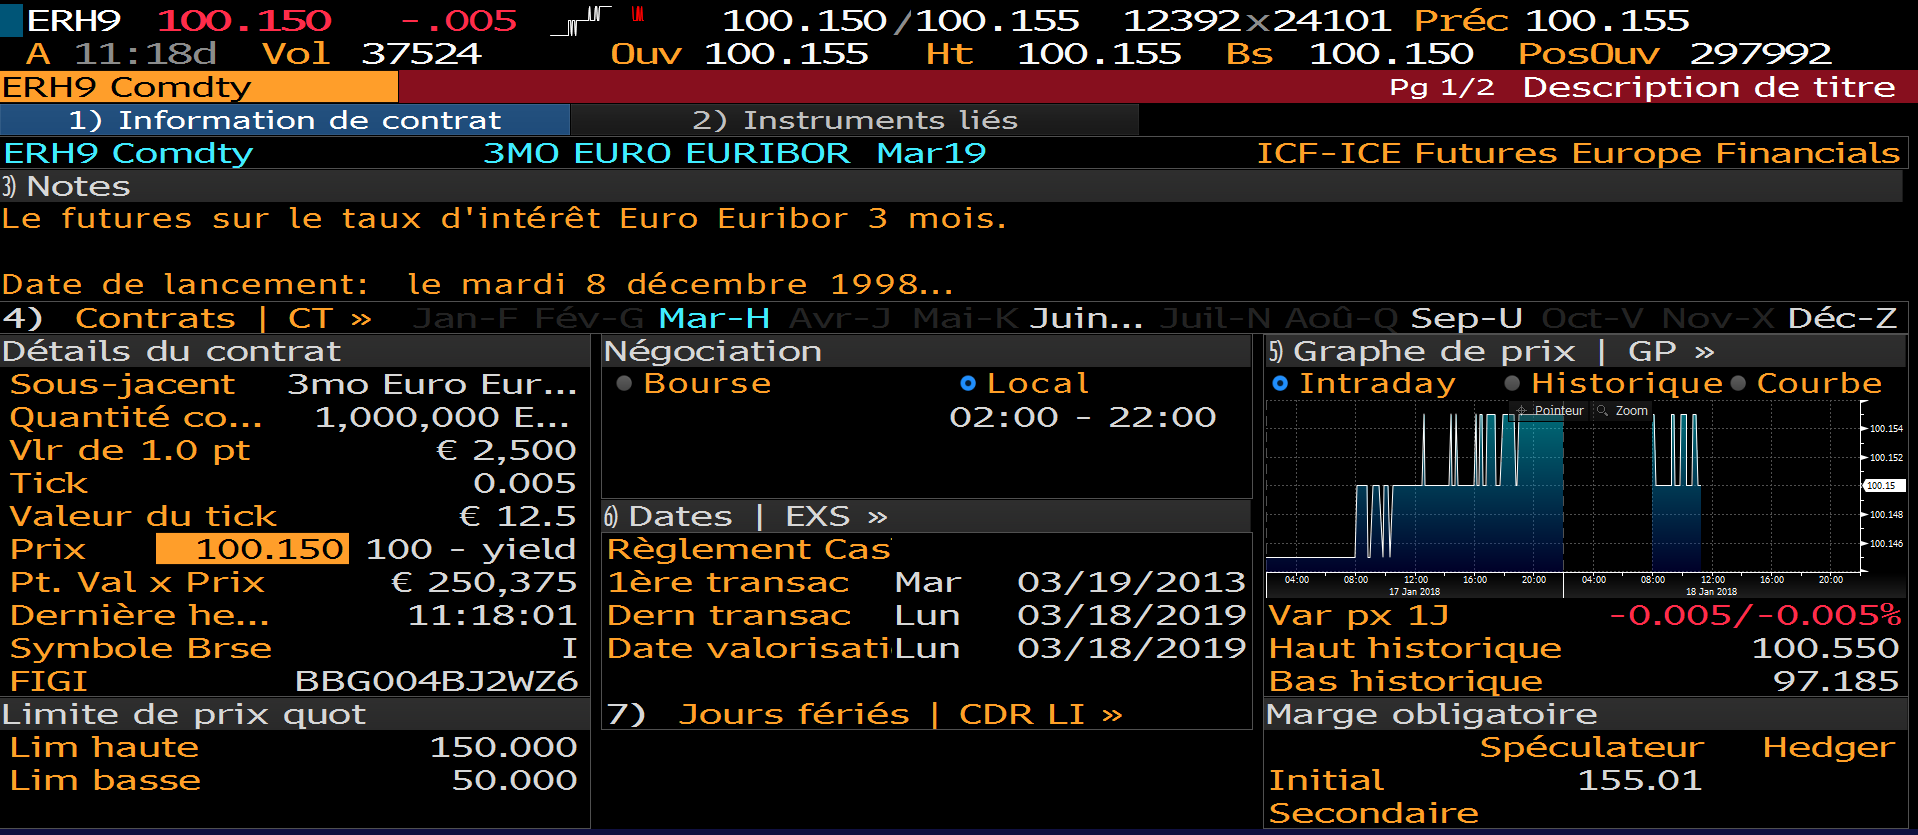 ERH9 100.150 -.005 100.150/100.155 12392x24101 Préc 100.155
A 11:18d Vol 37524 Ouv 100.155 Ht 100.155 Bs 100.150 PosOuv 297992
ERH9 Comdty Pg 1/2 Description de titre
1) Information de contrat 2) Instruments liés
ERH9 Comdty 3MO EURO EURIBOR Mar19 ICF-ICE Futures Europe Financials
3) Notes
Le futures sur le taux d'intérêt Euro Euribor 3 mois.
Date de lancement: le mardi 8 décembre 1998...
4) Contrats | CT » Jan-F Fév-G Mar-H Avr-J Mai-K Juin... Juil-N Aoû-Q Sep-U Oct-V Nov-X Déc-Z
Détails du contrat
Sous-jacent 3mo Euro Eur...
Quantité co... 1,000,000 E...
Vlr de 1.0 pt € 2,500
Tick 0.005
Valeur du tick € 12.5
Prix 100.150 100 - yield
Pt. Val x Prix € 250,375
Dernière he... 11:18:01
Symbole Brse I
FIGI BBG004BJ2WZ6
Limite de prix quot
Lim haute 150.000
Lim basse 50.000
Négociation
Bourse Local
02:00 - 22:00
6) Dates | EXS »
Règlement Cas
1ère transac Mar 03/19/2013
Dern transac Lun 03/18/2019
Date valorisati Lun 03/18/2019
7) Jours fériés | CDR LI »
5) Graphe de prix | GP »
Intraday Historique Courbe
Pointeur Zoom
100.154
100.152
100.15
100.148
100.146
04:00 08:00 12:00 16:00 20:00 04:00 08:00 12:00 16:00 20:00
17 Jan 2018 18 Jan 2018
Var px 1J -0.005/-0.005%
Haut historique 100.550
Bas historique 97.185
Marge obligatoire
Spéculateur Hedger
Initial 155.01
Secondaire